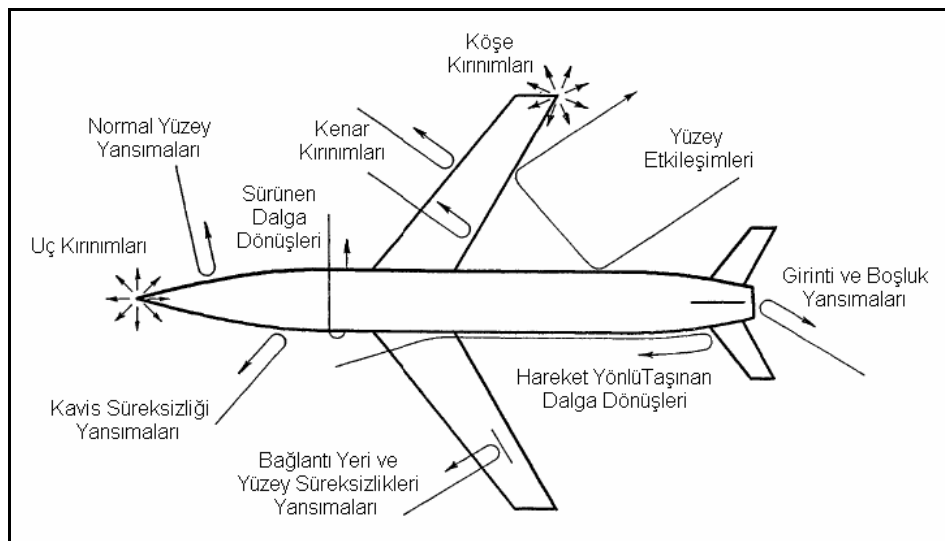 Köşe
Kırınımları
Normal Yüzey
Yansımaları
Kenar
Kırınımları
Yüzey
Etkileşimleri
Sürünen
Dalga
Dönüşleri
Uç Kırınımları
Girinti ve Boşluk
Yansımaları
Hareket YönlüTaşınan
Dalga Dönüşleri
Kavis Süreksizliği
Yansımaları
Bağlantı Yeri ve
Yüzey Süreksizlikleri
Yansımaları